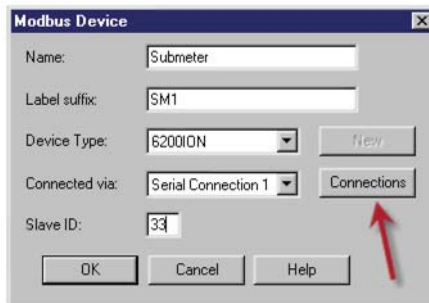 Modbus Device
Name: Submeter
Label suffix: SM1
Device Type: 6200ION New
Connected via: Serial Connection 1 Connections
Slave ID: 33
OK Cancel Help